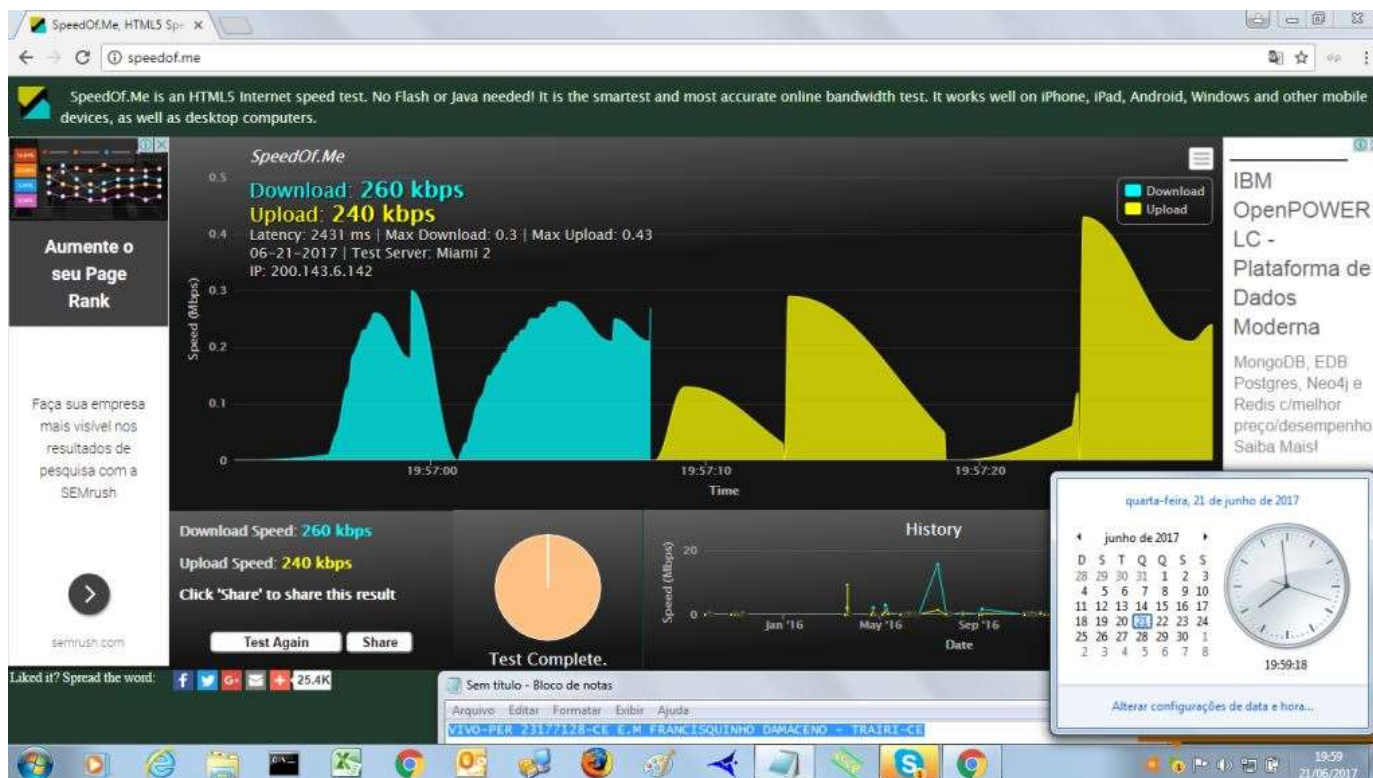 SpeedOf.Me, HTML5 Spe
speedof.me
SpeedOf.Me is an HTML5 Internet speed test. No Flash or Java needed! It is the smartest and most accurate online bandwidth test. It works well on iPhone, iPad, Android, Windows and other mobile
devices, as well as desktop computers.
Aumente o
seu Page
Rank
Faça sua empresa
mais visível nos
resultados de
pesquisa com a
SEMrush
semrush.com
SpeedOf.Me
Download: 260 kbps
Upload: 240 kbps
Latency: 2431 ms | Max Download: 0.3 | Max Upload: 0.43
06-21-2017 | Test Server: Miami 2
IP: 200.143.6.142
Download
Upload
Speed (Mbps)
0.5
0.4
0.3
0.2
0.1
0
19:57:00
19:57:10
19:57:20
Time
IBM
OpenPOWER
LC -
Plataforma de
Dados
Moderna
MongoDB, EDB
Postgres, Neo4j e
Redis c/melhor
preço/desempenho
Saiba Mais!
Download Speed: 260 kbps
Upload Speed: 240 kbps
Click 'Share' to share this result
Test Again
Share
Test Complete.
History
Speed (Mbps)
20
0
Jan '16
May '16
Sep '16
Date
quarta-feira, 21 de junho de 2017
junho de 2017
D S T Q Q S S
28 29 30 31 1 2 3
4 5 6 7 8 9 10
11 12 13 14 15 16 17
18 19 20 21 22 23 24
25 26 27 28 29 30 1
2 3 4 5 6 7 8
19:59:18
Alterar configurações de data e hora...
Liked it? Spread the word:
25.4K
Sem título - Bloco de notas
Arquivo Editar Formatar Exibir Ajuda
VIVO-PER 23177128-CE E.M FRANCISQUINHO DAMACENO - TRAIRI-CE
19:59
21/06/2017